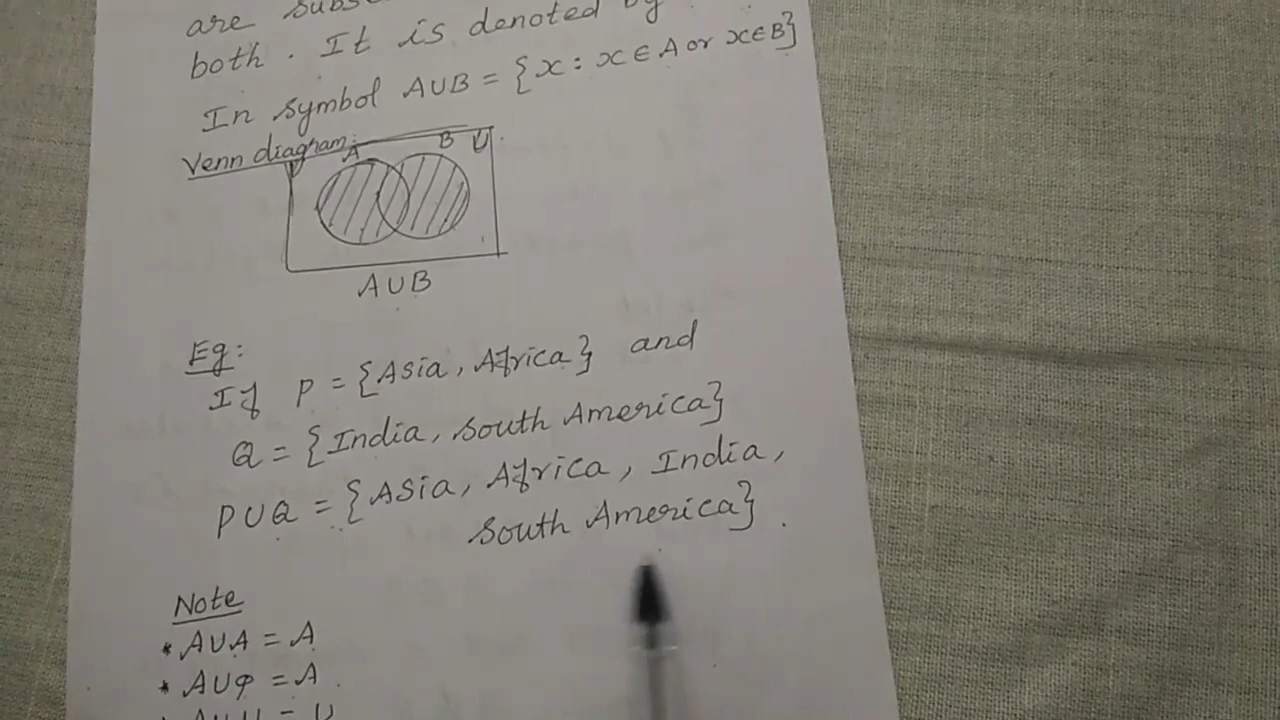 are
both. It is denoted by
In symbol A∪B = {x : x ∈ A or x ∈ B}
Venn diagram:
A B U
A∪B
Eg:
If P = {Asia, Africa} and
Q = {India, South America}
P∪Q = {Asia, Africa, India,
South America}.
Note
* A∪A = A
* A∪φ = A.
* A∪U = U